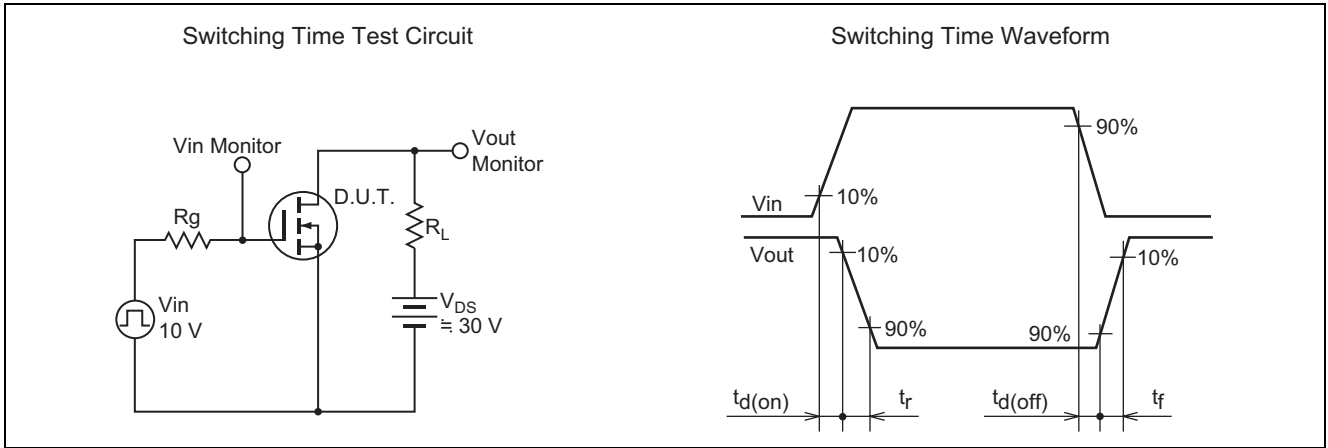 Switching Time Test Circuit
Vin Monitor
Vout
Monitor
D.U.T.
Rg
RL
Vin
10 V
VDS
≒ 30 V
Switching Time Waveform
90%
10%
Vin
Vout
10%
10%
90%
90%
td(on)
tr
td(off)
tf